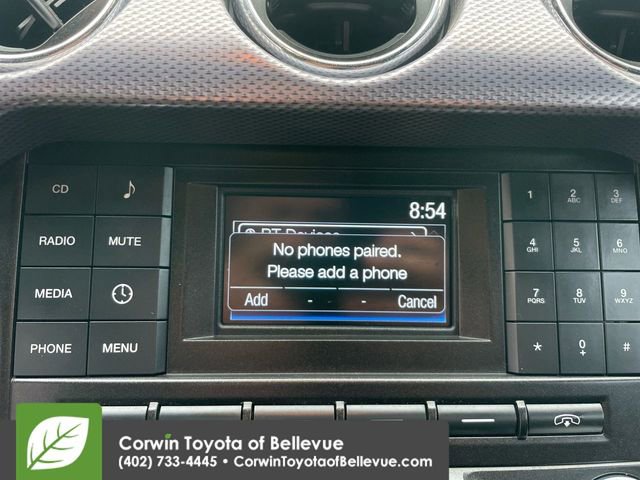 8:54
BT Devices
No phones paired.
Please add a phone
Add - - Cancel
CD
RADIO MUTE
MEDIA
PHONE MENU
1 2 ABC 3 DEF
4 GHI 5 JKL 6 MNO
7 PQRS 8 TUV 9 WXYZ
* 0 + #
Corwin Toyota of Bellevue
(402) 733-4445 • CorwinToyotaofBellevue.com